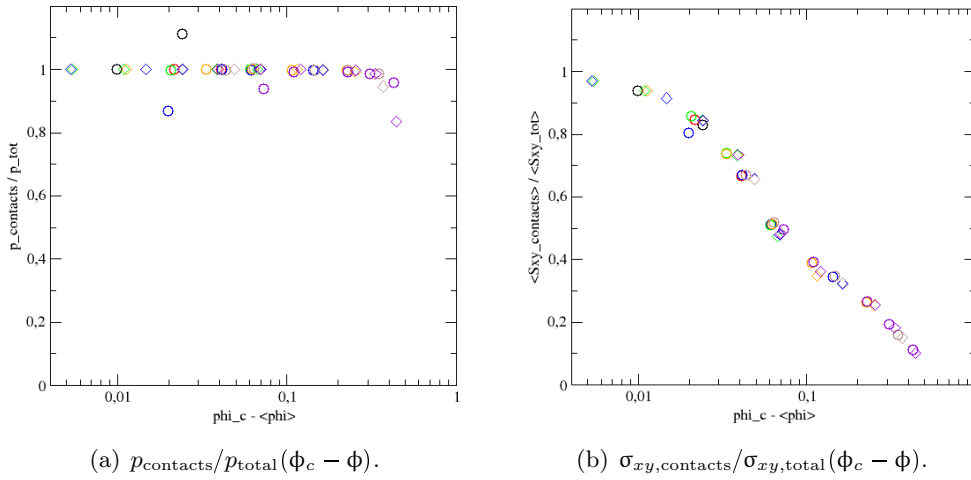 p_contacts / p_tot
1
0,8
0,6
0,4
0,2
0
0,01
0,1
1
phi_c - <phi>
<Sxy_contacts> / <Sxy_tot>
1
0,8
0,6
0,4
0,2
0
0,01
0,1
phi_c - <phi>
(a) p_contacts/p_total(ϕ_c − ϕ).
(b) σ_xy,contacts/σ_xy,total(ϕ_c − ϕ).